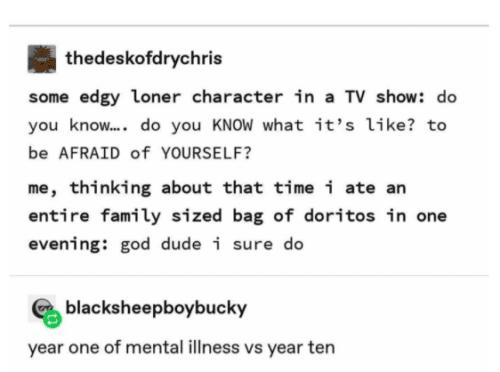 thedeskofdrychris
some edgy loner character in a TV show: do
you know…. do you KNOW what it's like? to
be AFRAID of YOURSELF?
me, thinking about that time i ate an
entire family sized bag of doritos in one
evening: god dude i sure do
blacksheepboybucky
year one of mental illness vs year ten